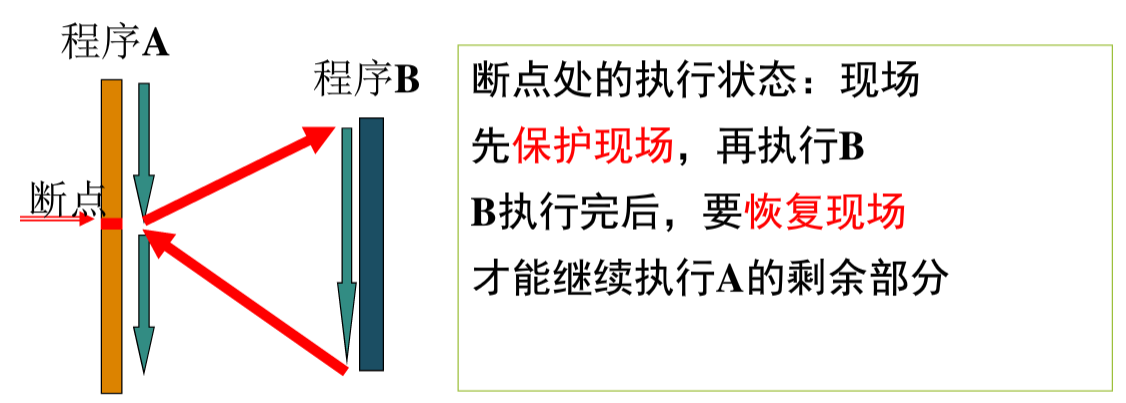 程序A
程序B
断点
断点处的执行状态：现场
先保护现场，再执行B
B执行完后，要恢复现场
才能继续执行A的剩余部分